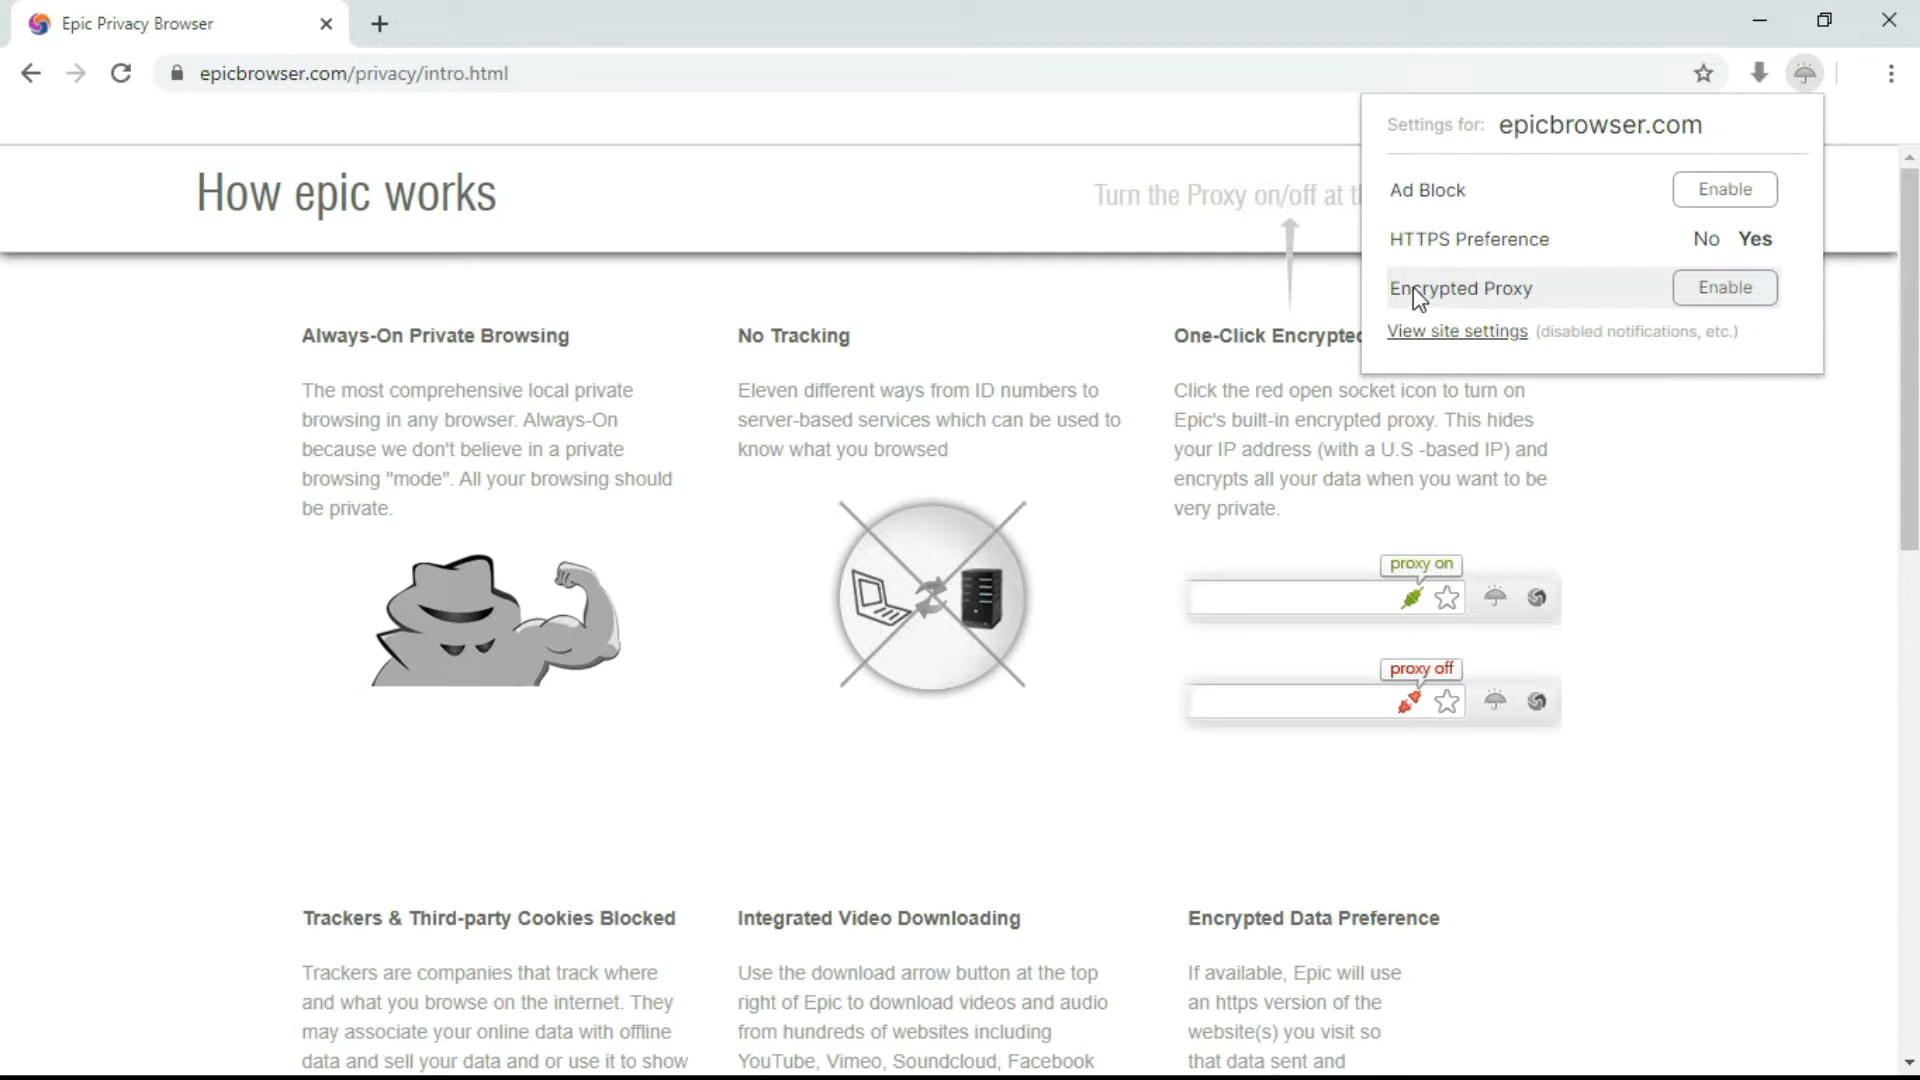 Epic Privacy Browser
epicbrowser.com/privacy/intro.html
Settings for: epicbrowser.com
Ad Block Enable
HTTPS Preference No Yes
Encrypted Proxy Enable
View site settings (disabled notifications, etc.)
How epic works
Turn the Proxy on/off at
Always-On Private Browsing
The most comprehensive local private
browsing in any browser. Always-On
because we don't believe in a private
browsing "mode". All your browsing should
be private.
No Tracking
Eleven different ways from ID numbers to
server-based services which can be used to
know what you browsed
One-Click Encrypted
Click the red open socket icon to turn on
Epic's built-in encrypted proxy. This hides
your IP address (with a U.S -based IP) and
encrypts all your data when you want to be
very private.
proxy on
proxy off
Trackers & Third-party Cookies Blocked
Trackers are companies that track where
and what you browse on the internet. They
may associate your online data with offline
data and sell your data and or use it to show
Integrated Video Downloading
Use the download arrow button at the top
right of Epic to download videos and audio
from hundreds of websites including
YouTube, Vimeo, Soundcloud, Facebook
Encrypted Data Preference
If available, Epic will use
an https version of the
website(s) you visit so
that data sent and